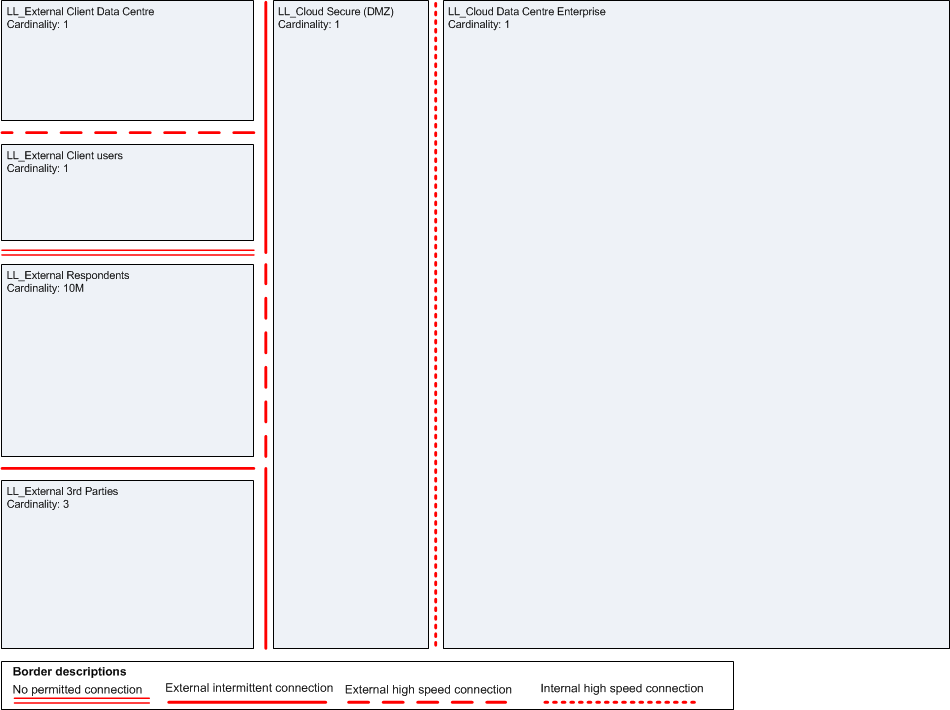 LL_External Client Data Centre
Cardinality: 1
LL_External Client users
Cardinality: 1
LL_External Respondents
Cardinality: 10M
LL_External 3rd Parties
Cardinality: 3
LL_Cloud Secure (DMZ)
Cardinality: 1
LL_Cloud Data Centre Enterprise
Cardinality: 1
Border descriptions
No permitted connection
External intermittent connection
External high speed connection
Internal high speed connection